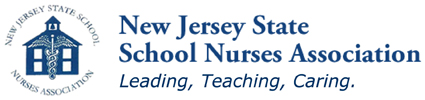 NEW JERSEY STATE SCHOOL
NURSES ASSOCIATION
New Jersey State
School Nurses Association
Leading, Teaching, Caring.